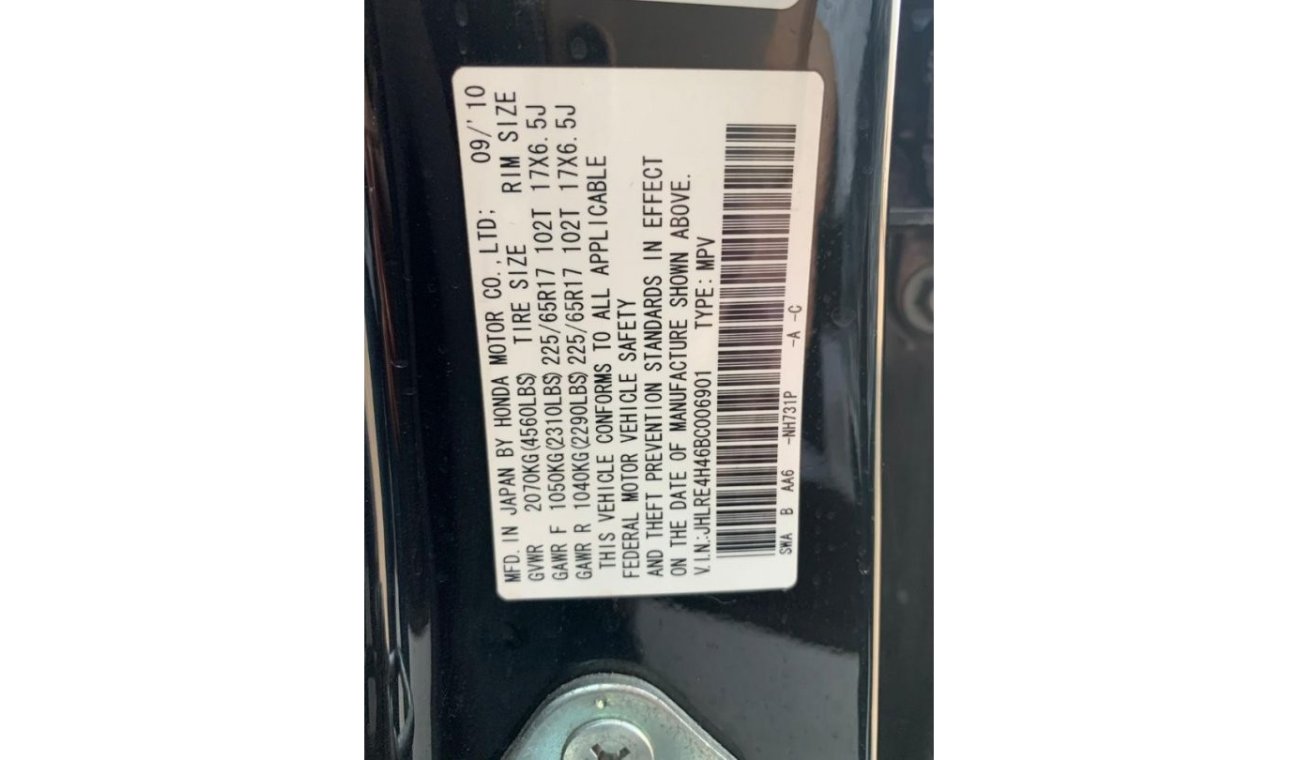 MFD. IN JAPAN BY HONDA MOTOR CO., LTD; 09/'10
GVWR 2070KG(4560LBS) TIRE SIZE RIM SIZE
GAWR F 1050KG(2310LBS) 225/65R17 102T 17X6.5J
GAWR R 1040KG(2290LBS) 225/65R17 102T 17X6.5J
THIS VEHICLE CONFORMS TO ALL APPLICABLE
FEDERAL MOTOR VEHICLE SAFETY
AND THEFT PREVENTION STANDARDS IN EFFECT
ON THE DATE OF MANUFACTURE SHOWN ABOVE.
V.I.N.:JHLRE4H46BC006901 TYPE: MPV
SWA B AA6 -NH731P -A -C